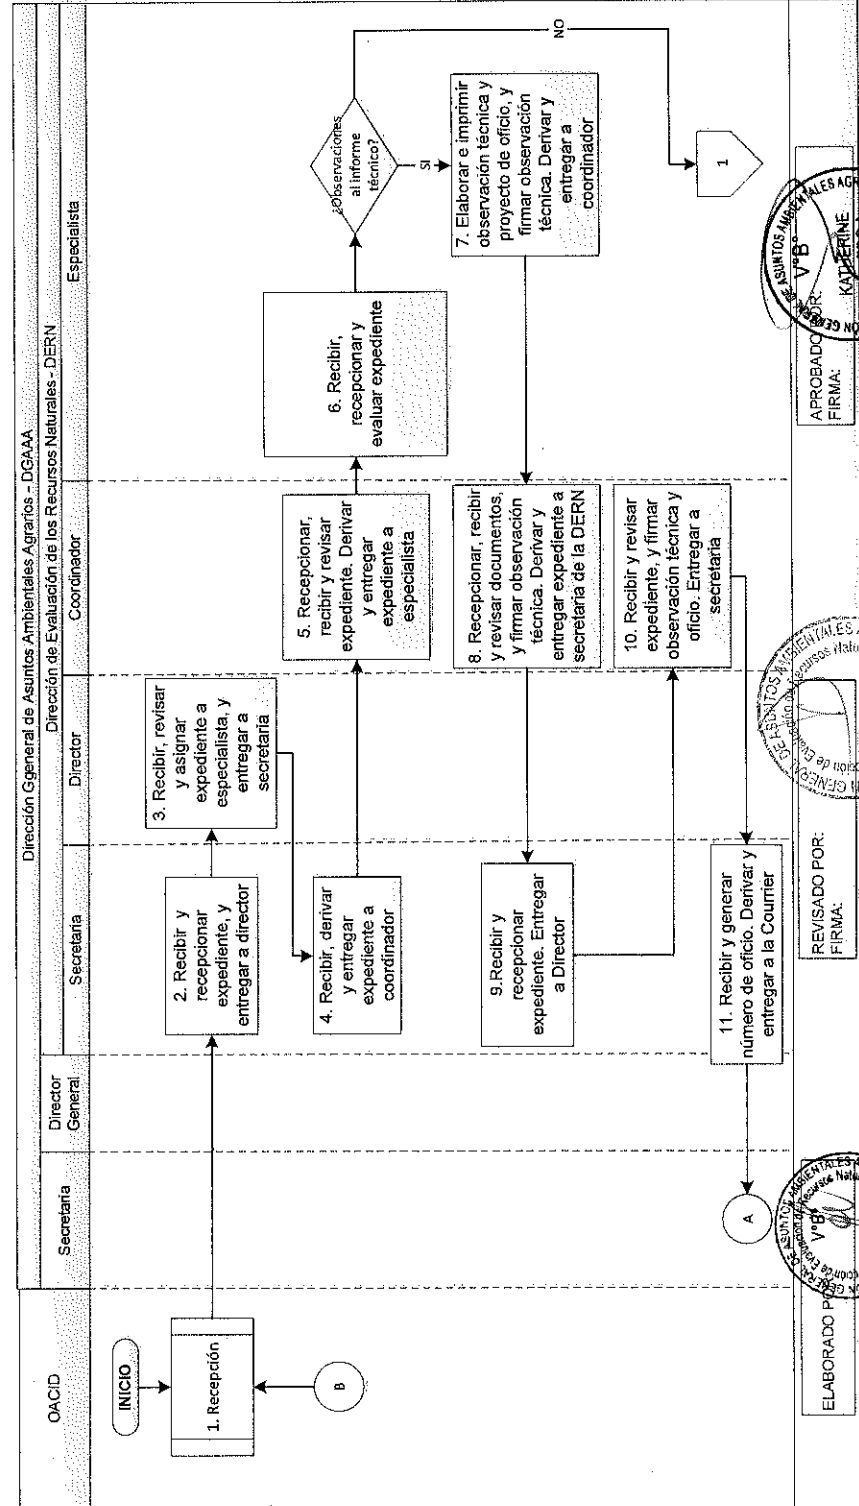 Dirección Ggeneral de Asuntos Ambientales Agrarios - DGAAA
Dirección de Evaluación de los Recursos Naturales - DERN
OACID
Secretaria
Director
General
Secretaria
Director
Coordinador
Especialista
INICIO
1. Recepción
B
2. Recibir y
recepcionar
expediente, y
entregar a director
3. Recibir, revisar
y asignar
expediente a
especialista, y
entregar a
secretaria
4. Recibir, derivar
y entregar
expediente a
coordinador
5. Recepcionar,
recibir y revisar
expediente. Derivar
y entregar
expediente a
especialista
6. Recibir,
recepcionar y
evaluar expediente
¿Observaciones
al informe
técnico?
SI
NO
7. Elaborar e imprimir
observación técnica y
proyecto de oficio, y
firmar observación
técnica. Derivar y
entregar a
coordinador
1
8. Recepcionar, recibir
y revisar documentos,
y firmar observación
técnica. Derivar y
entregar expediente a
secretaria de la DERN
9.Recibir y
recepcionar
expediente. Entregar
a Director
10. Recibir y revisar
expediente, y firmar
observación técnica y
oficio. Entregar a
secretaria
11. Recibir y generar
número de oficio. Derivar y
entregar a la Courrier
A
ELABORADO PO
V°B°
REVISADO POR:
FIRMA:
APROBADO POR:
FIRMA:
KATHERINE
V°B°